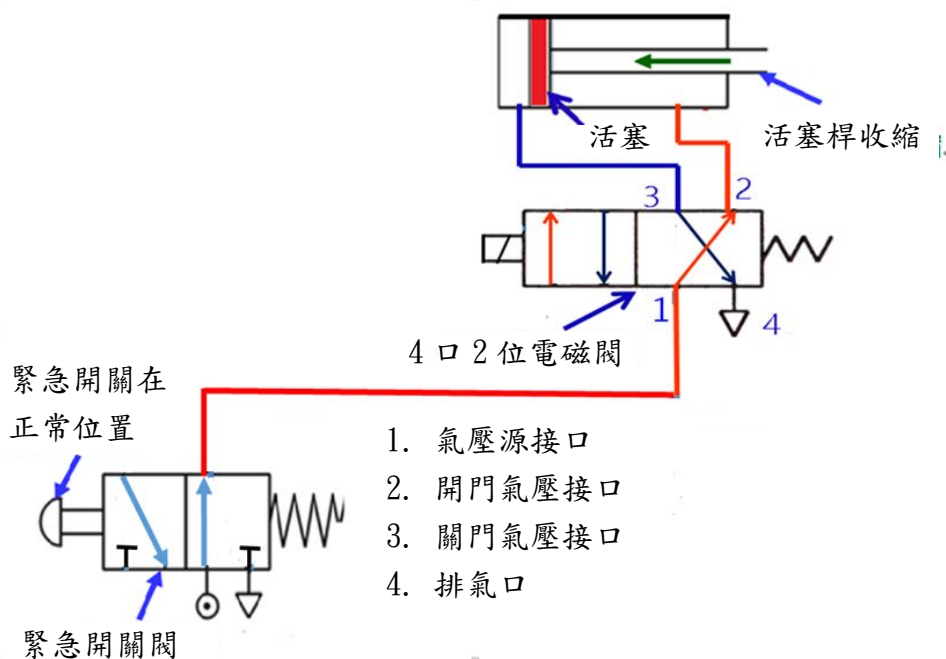 活塞
活塞桿收縮
3
2
1
4
4口2位電磁閥
緊急開關在
正常位置
1. 氣壓源接口
2. 開門氣壓接口
3. 關門氣壓接口
4. 排氣口
緊急開關閥